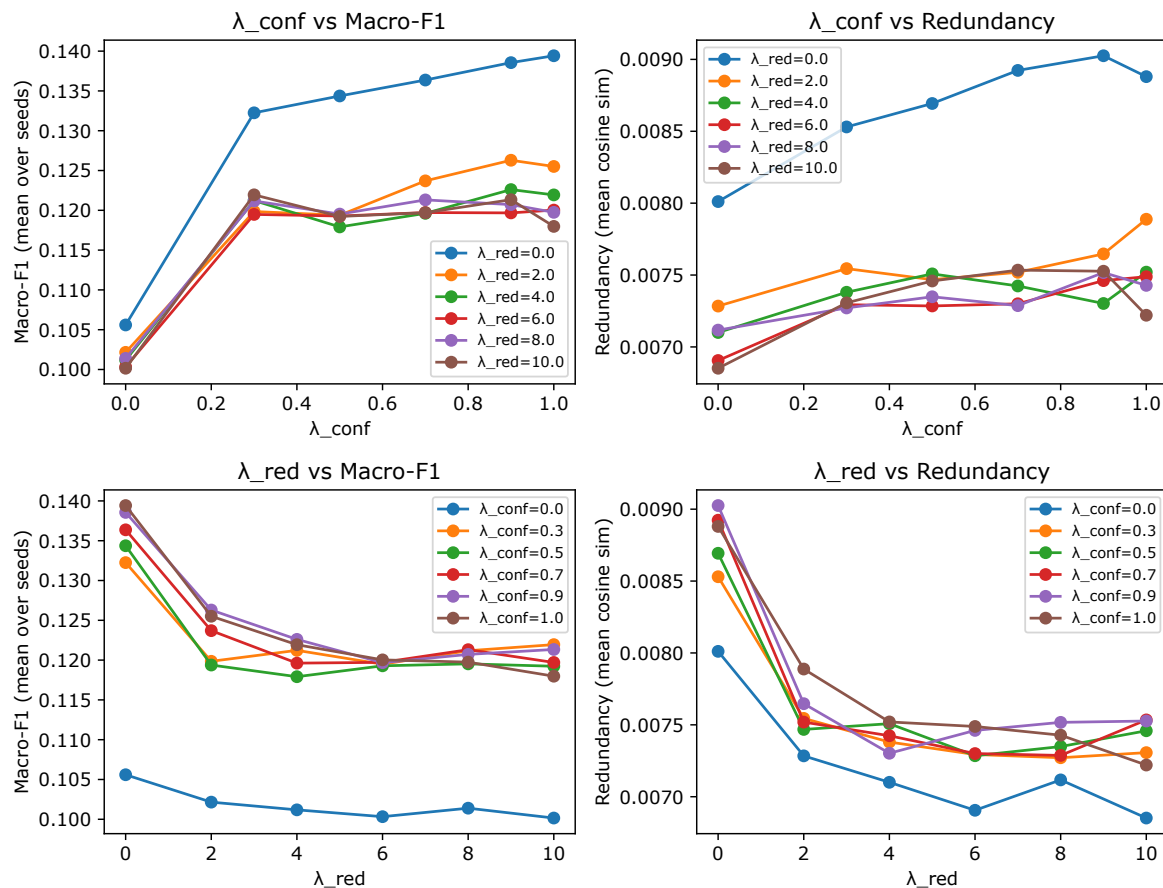 λ_conf vs Macro-F1
Macro-F1 (mean over seeds)
0.140
0.135
0.130
0.125
0.120
0.115
0.110
0.105
0.100
λ_red=0.0
λ_red=2.0
λ_red=4.0
λ_red=6.0
λ_red=8.0
λ_red=10.0
0.0 0.2 0.4 0.6 0.8 1.0
λ_conf
λ_conf vs Redundancy
Redundancy (mean cosine sim)
0.0090
0.0085
0.0080
0.0075
0.0070
λ_red=0.0
λ_red=2.0
λ_red=4.0
λ_red=6.0
λ_red=8.0
λ_red=10.0
0.0 0.2 0.4 0.6 0.8 1.0
λ_conf
λ_red vs Macro-F1
Macro-F1 (mean over seeds)
0.140
0.135
0.130
0.125
0.120
0.115
0.110
0.105
0.100
λ_conf=0.0
λ_conf=0.3
λ_conf=0.5
λ_conf=0.7
λ_conf=0.9
λ_conf=1.0
0 2 4 6 8 10
λ_red
λ_red vs Redundancy
Redundancy (mean cosine sim)
0.0090
0.0085
0.0080
0.0075
0.0070
λ_conf=0.0
λ_conf=0.3
λ_conf=0.5
λ_conf=0.7
λ_conf=0.9
λ_conf=1.0
0 2 4 6 8 10
λ_red